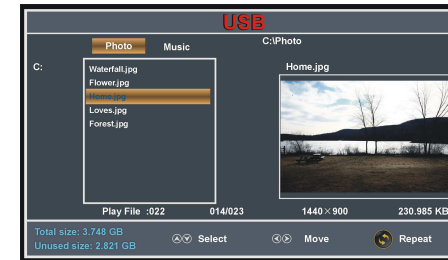 USB
Photo Music C:\Photo
C: Home.jpg
Waterfall.jpg
Flower.jpg
Home.jpg
Loves.jpg
Forest.jpg
Play File :022 014/023 1440×900 230.985 KB
Total size: 3.748 GB
Unused size: 2.821 GB
Select Move Repeat